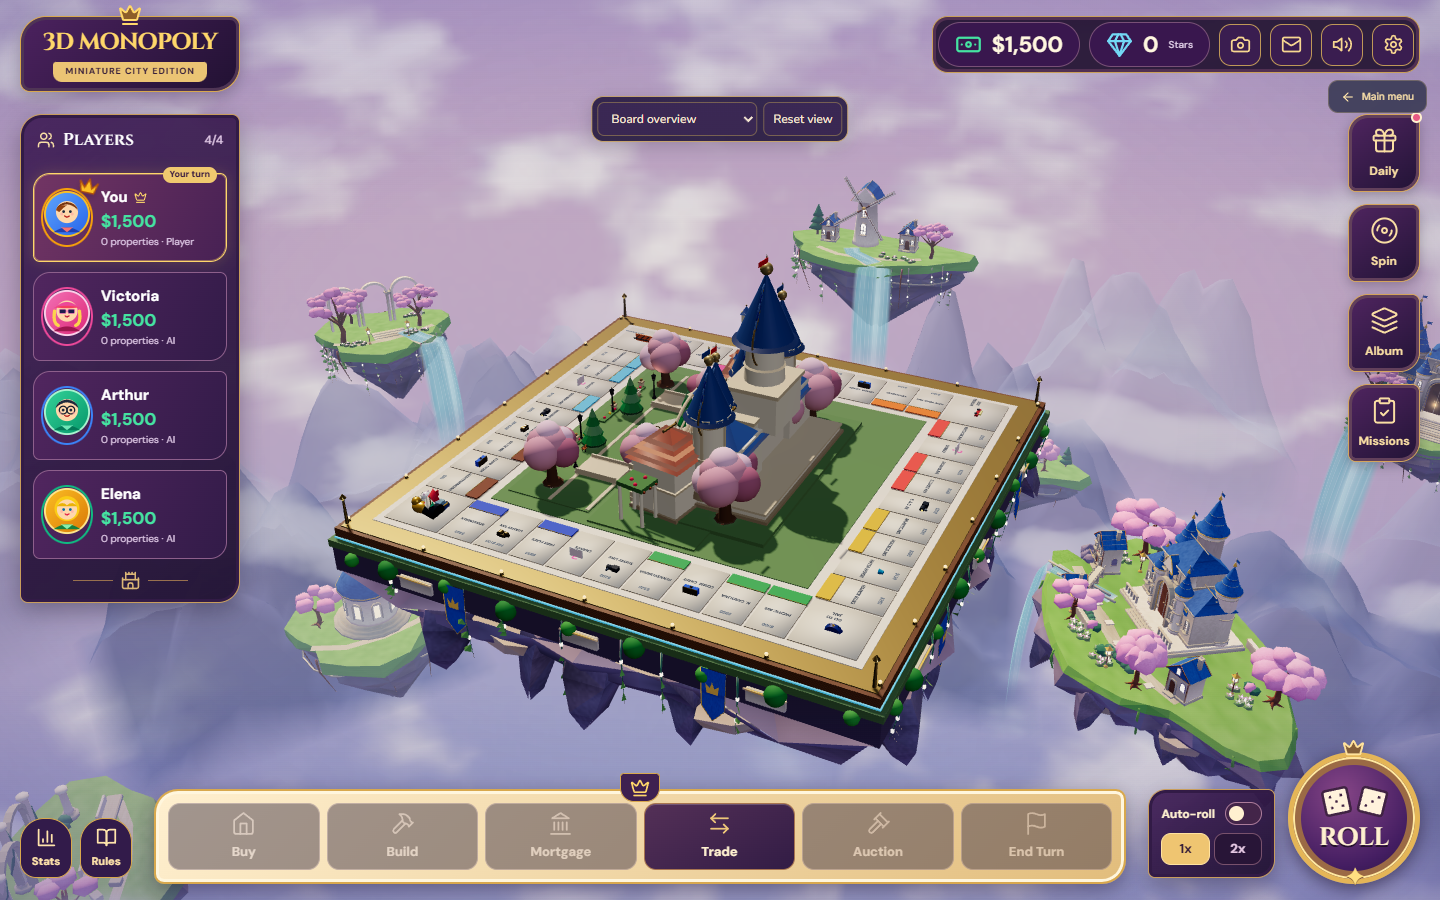 3D MONOPOLY
MINIATURE CITY EDITION
$1,500
0 Stars
Main menu
Board overview
Reset view
PLAYERS 4/4
Your turn
You
$1,500
0 properties · Player
Victoria
$1,500
0 properties · AI
Arthur
$1,500
0 properties · AI
Elena
$1,500
0 properties · AI
Daily
Spin
Album
Missions
Stats
Rules
Buy
Build
Mortgage
Trade
Auction
End Turn
Auto-roll
1x
2x
ROLL